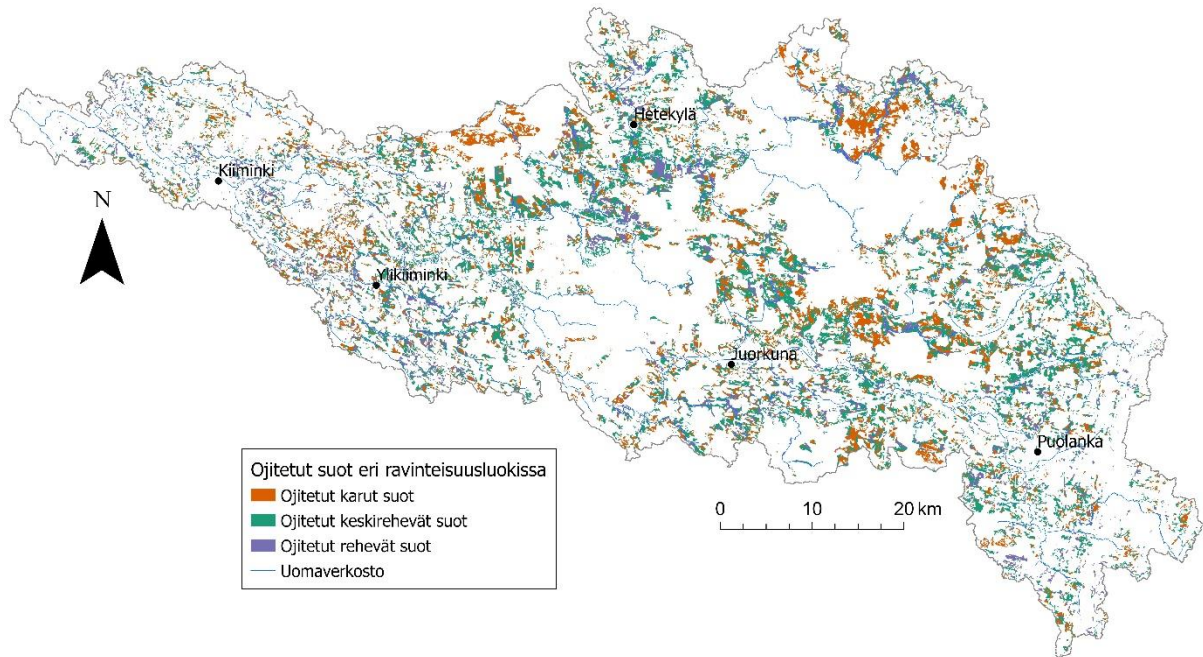 Hetekylä
Kiiminki
N
Ylikiiminki
Juorkuna
Puolanka
Ojitetut suot eri ravinteisuusluokissa
Ojitetut karut suot
Ojitetut keskirehevät suot
Ojitetut rehevät suot
Uomaverkosto
0 10 20 km